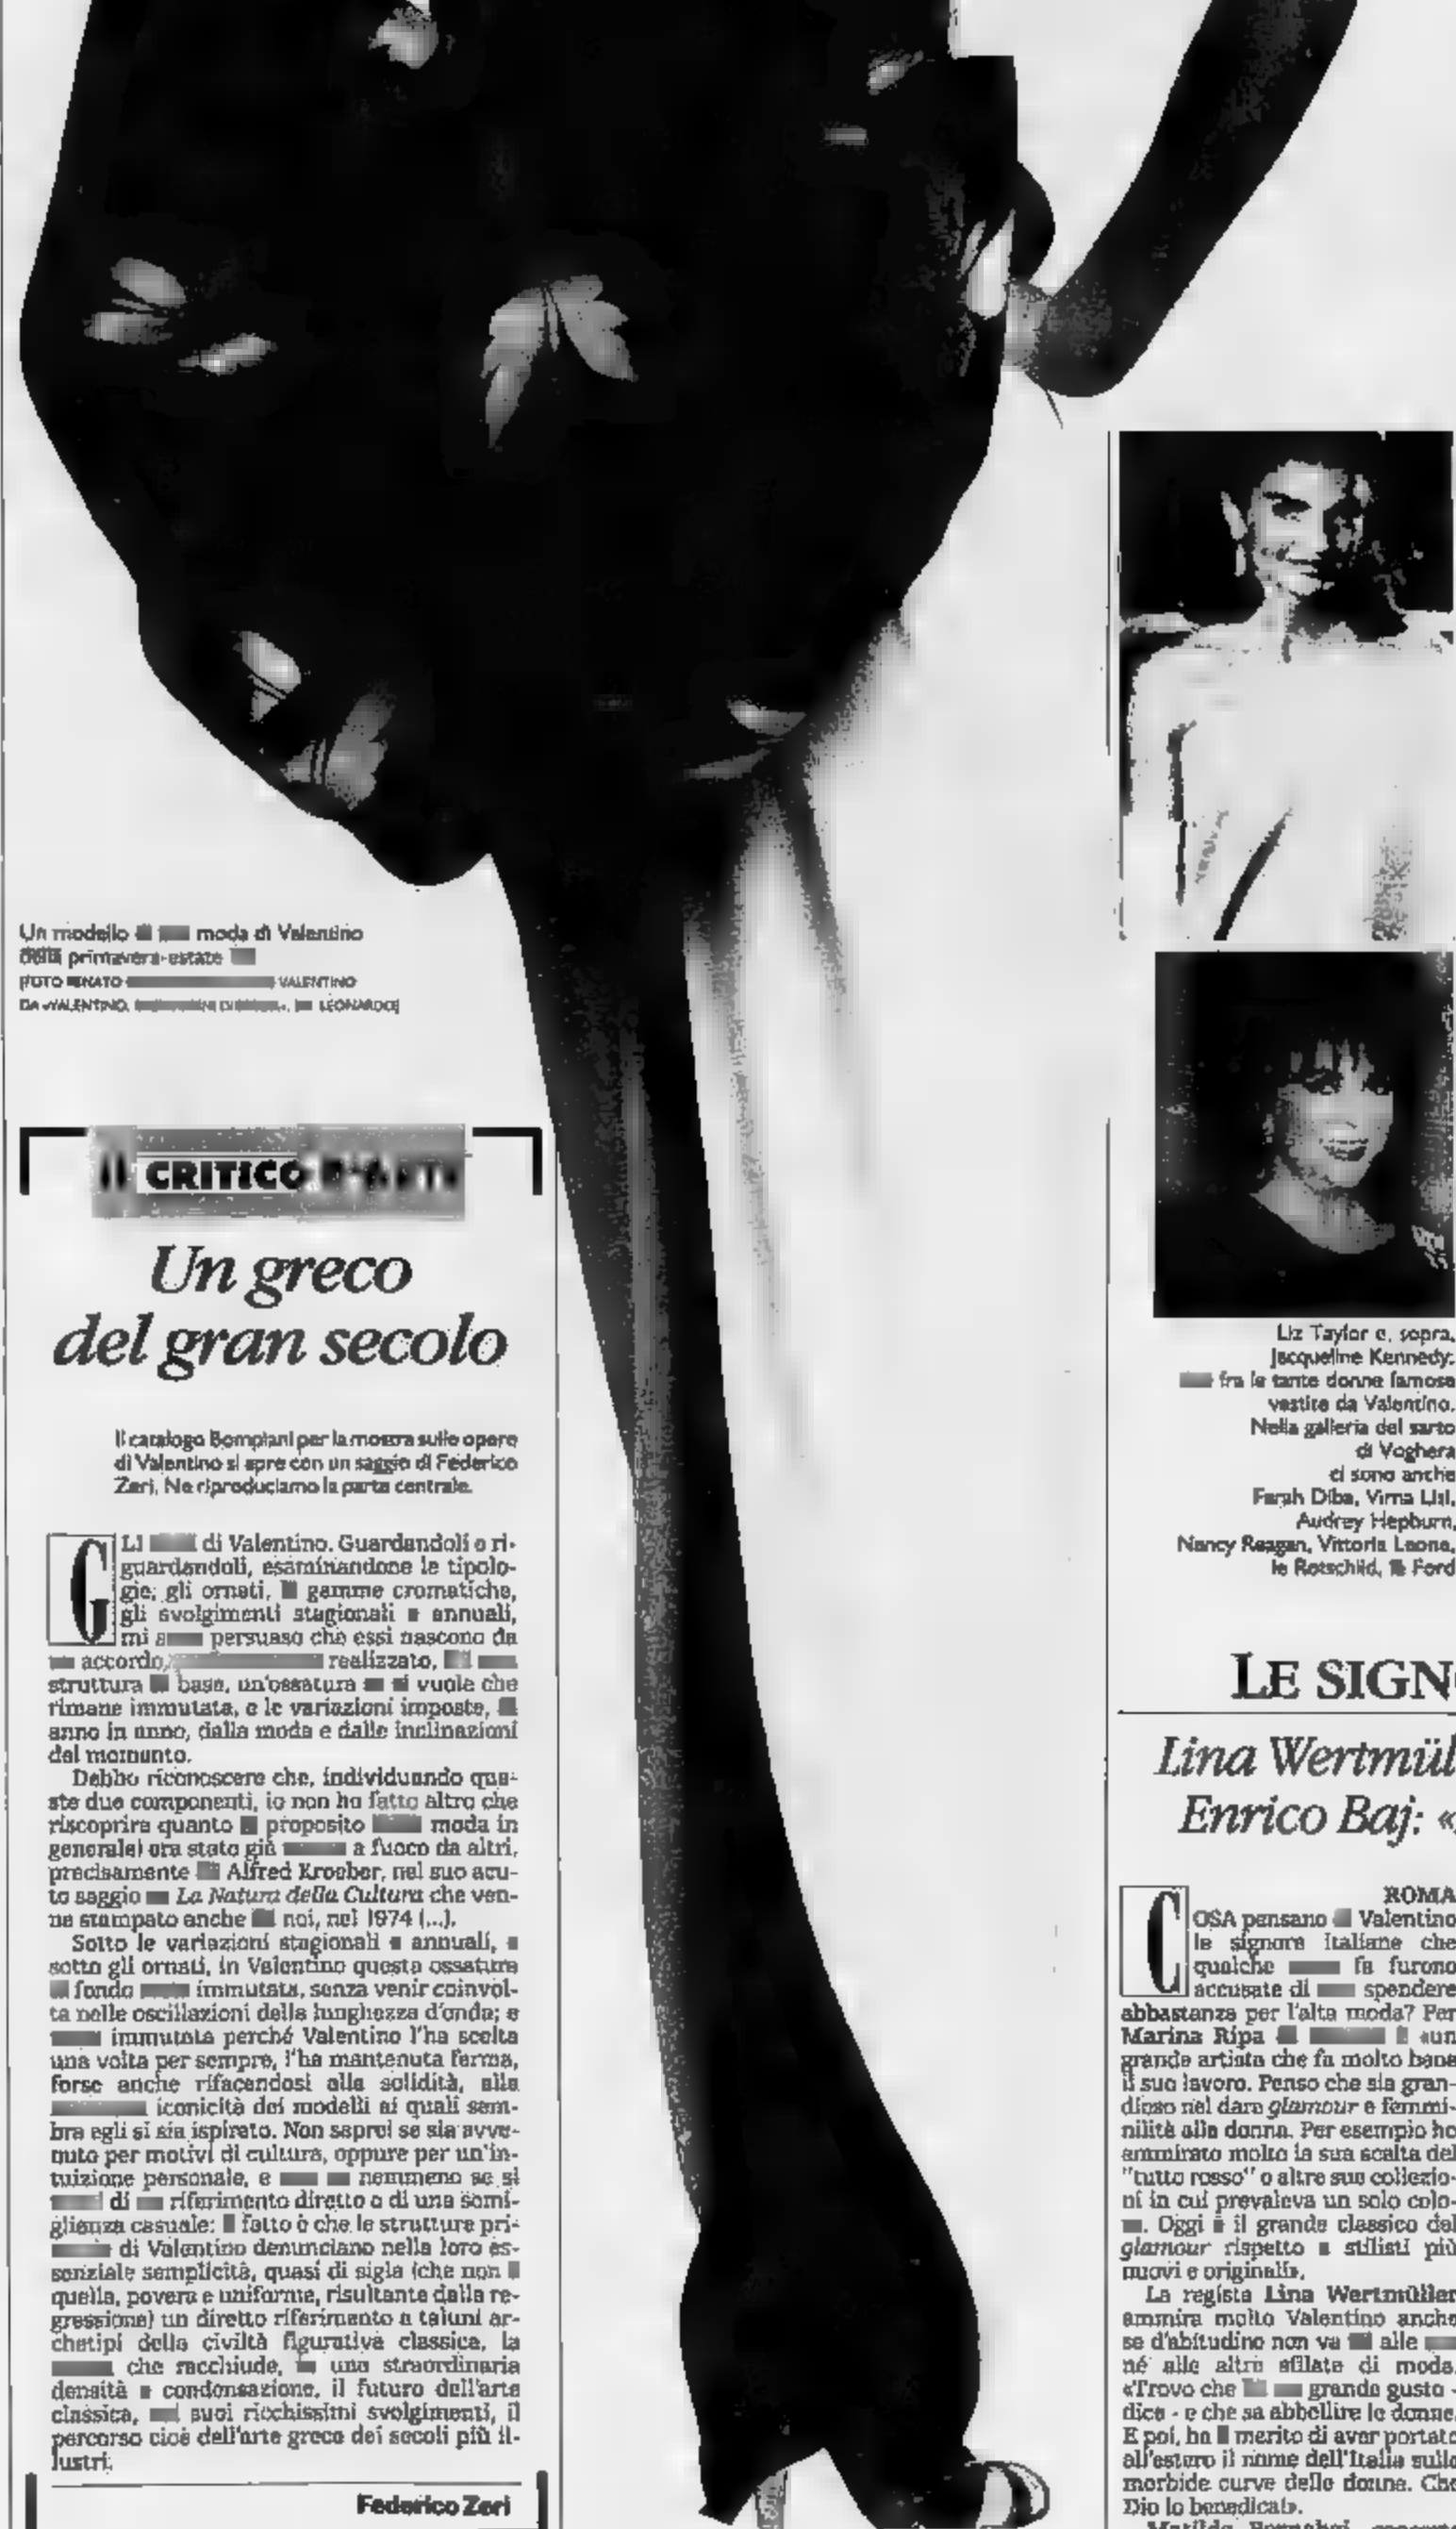 Un modello moda di Valentino
della primavera-estate
(FOTO RENATO VALENTINO
DA «VALENTINO, LEONARDO)
IL CRITICO
Un greco
del gran secolo
Il catalogo Bompiani per la mostra sulle opere
di Valentino si apre con un saggio di Federico
Zeri. Ne riproduciamo la parte centrale.
GLI di Valentino. Guardandoli e ri-
guardandoli, esaminandone le tipolo-
gie, gli ornati, gamme cromatiche,
gli svolgimenti stagionali annuali,
mi persuaso che essi nascono da
accordo, realizzato,
struttura base, un'ossatura si vuole che
rimane immutata, e le variazioni imposte,
anno in anno, dalla moda e dalle inclinazioni
del momento.
Debbo riconoscere che, individuando que-
ste due componenti, io non ho fatto altro che
riscoprire quanto proposito moda in
generale) era stato già a fuoco da altri,
precisamente Alfred Kroeber, nel suo acu-
to saggio La Natura della Cultura che ven-
ne stampato anche noi, nel 1974 (...).
Sotto le variazioni stagionali annuali,
sotto gli ornati, in Valentino questa ossatura
fondo immutata, senza venir coinvol-
ta nelle oscillazioni della lunghezza d'onda; e
immutata perché Valentino l'ha scelta
una volta per sempre, l'ha mantenuta ferma,
forse anche rifacendosi alla solidità, alla
iconicità dei modelli ai quali sem-
bra egli si sia ispirato. Non saprei se sia avve-
nuto per motivi di cultura, oppure per un'in-
tuizione personale, e nemmeno se si
di riferimento diretto o di una somi-
glianza casuale: fatto è che le strutture pri-
di Valentino denunciano nella loro es-
senziale semplicità, quasi di sigla (che non
quella, povera e uniforme, risultante dalla re-
gressione) un diretto riferimento a taluni ar-
chetipi della civiltà figurativa classica, la
che racchiude, una straordinaria
densità condensazione, il futuro dell'arte
classica, suoi ricchissimi svolgimenti, il
percorso cioè dell'arte greca dei secoli più il-
lustri.
Federico Zeri
Liz Taylor e, sopra,
Jacqueline Kennedy:
fra le tante donne famose
vestite da Valentino.
Nella galleria del sarto
di Voghera
ci sono anche
Farah Diba, Virna Lisi,
Audrey Hepburn,
Nancy Reagan, Vittoria Leone,
le Rotschild, le Ford
LE SIGN
Lina Wertmül
Enrico Baj: «
ROMA
COSA pensano Valentino
le signore italiane che
qualche fa furono
accusate di spendere
abbastanza per l'alta moda? Per
Marina Ripa «un
grande artista che fa molto bene
il suo lavoro. Penso che sia gran-
dioso nel dare glamour e femmi-
nilità alla donna. Per esempio ho
ammirato molto la sua scelta del
"tutto rosso" o altre sue collezio-
ni in cui prevaleva un solo colo-
. Oggi è il grande classico del
glamour rispetto stilisti più
nuovi e originali».
La regista Lina Wertmüller
ammira molto Valentino anche
se d'abitudine non va alle
né alle altre sfilate di moda.
«Trovo che grande gusto -
dice - e che sa abbellire le donne.
E poi, ha merito di aver portato
all'estero il nome dell'Italia sulle
morbide curve delle donne. Che
Dio lo benedica!».